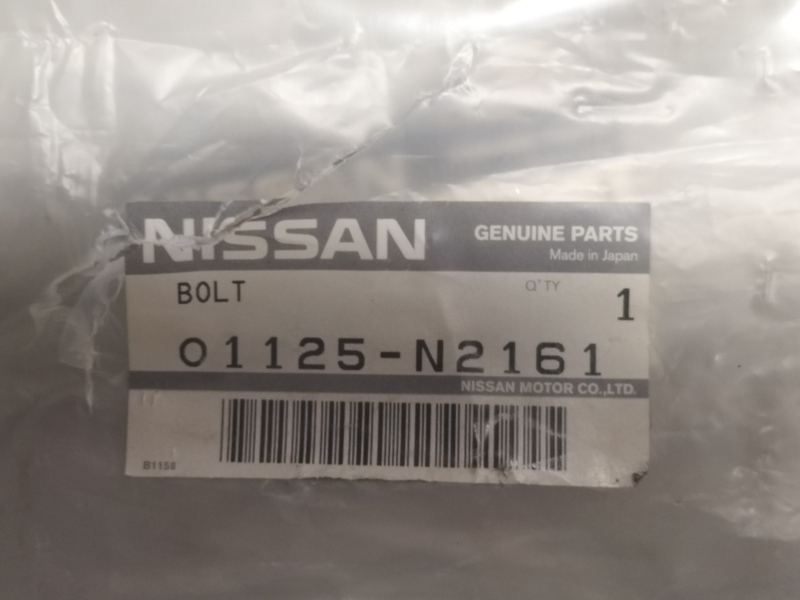 NISSAN
GENUINE PARTS
Made in Japan
BOLT
Q'TY
1
01125-N2161
NISSAN MOTOR CO.,LTD.
B1158